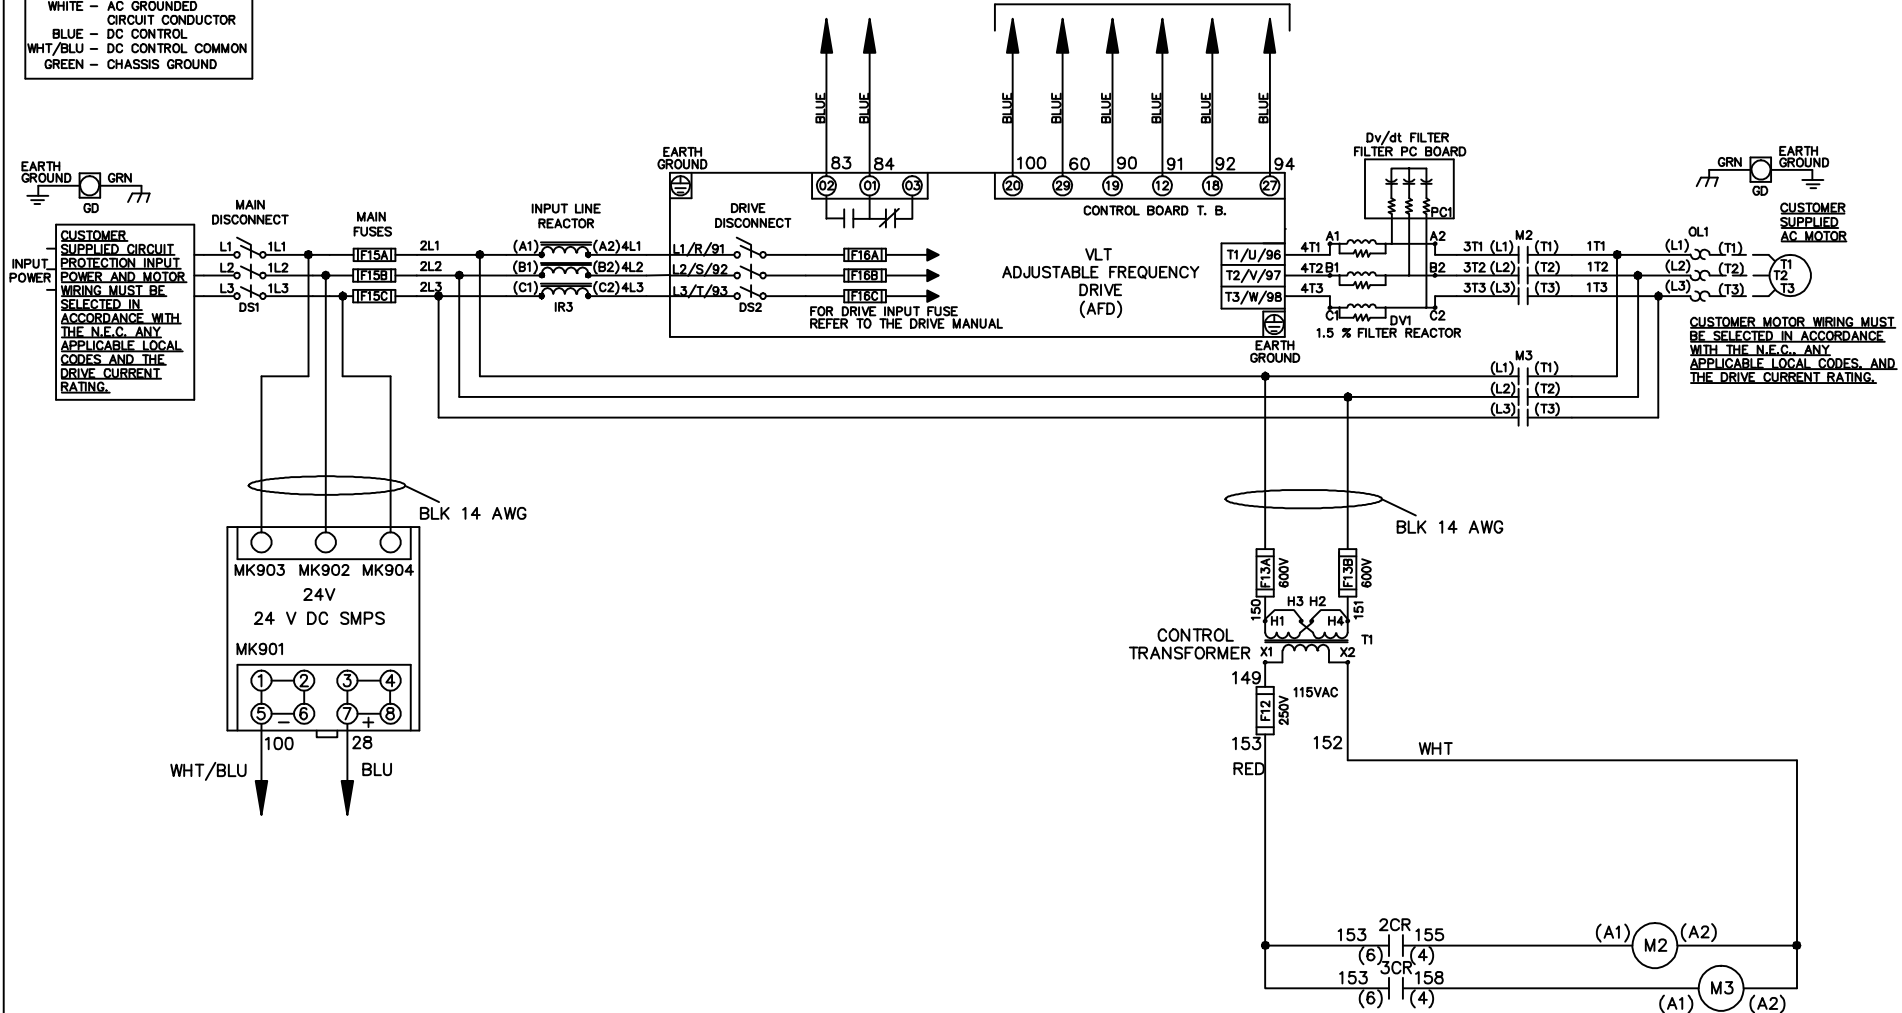 WHITE – AC GROUNDED
CIRCUIT CONDUCTOR
BLUE – DC CONTROL
WHT/BLU – DC CONTROL COMMON
GREEN – CHASSIS GROUND
BLUE
BLUE
BLUE
BLUE
BLUE
BLUE
BLUE
BLUE
83
84
100
60
90
91
92
94
02
01
03
20
29
19
12
18
27
CONTROL BOARD T. B.
EARTH
GROUND
GRN
GD
INPUT
POWER
CUSTOMER
SUPPLIED CIRCUIT
PROTECTION INPUT
POWER AND MOTOR
WIRING MUST BE
SELECTED IN
ACCORDANCE WITH
THE N.E.C. ANY
APPLICABLE LOCAL
CODES AND THE
DRIVE CURRENT
RATING.
MAIN
DISCONNECT
L1
1L1
L2
1L2
L3
1L3
DS1
MAIN
FUSES
F15A
F15B
F15C
2L1
2L2
2L3
INPUT LINE
REACTOR
(A1)
(A2)
4L1
(B1)
(B2)
4L2
(C1)
(C2)
4L3
IR3
EARTH
GROUND
L1/R/91
L2/S/92
L3/T/93
DRIVE
DISCONNECT
DS2
F16A
F16B
F16C
FOR DRIVE INPUT FUSE
REFER TO THE DRIVE MANUAL
VLT
ADJUSTABLE FREQUENCY
DRIVE
(AFD)
T1/U/96
T2/V/97
T3/W/98
EARTH
GROUND
4T1
4T2
4T3
A1
B1
C1
A2
B2
C2
DV1
1.5 % FILTER REACTOR
Dv/dt FILTER
FILTER PC BOARD
PC1
3T1 (L1)
3T2 (L2)
3T3 (L3)
M2
(T1)
(T2)
(T3)
1T1
1T2
1T3
OL1
(L1)
(L2)
(L3)
(T1)
(T2)
(T3)
T1
T2
T3
GRN
EARTH
GROUND
GD
CUSTOMER
SUPPLIED
AC MOTOR
CUSTOMER MOTOR WIRING MUST
BE SELECTED IN ACCORDANCE
WITH THE N.E.C., ANY
APPLICABLE LOCAL CODES, AND
THE DRIVE CURRENT RATING.
M3
(L1)
(T1)
(L2)
(T2)
(L3)
(T3)
BLK 14 AWG
MK903
MK902
MK904
24V
24 V DC SMPS
MK901
1
2
3
4
5
6
7
8
–
+
100
28
WHT/BLU
BLU
BLK 14 AWG
F13A
600V
F13B
600V
150
151
H3
H2
H1
H4
T1
CONTROL
TRANSFORMER
X1
X2
149
115VAC
F12
250V
153
152
RED
WHT
2CR
153
155
(6)
(4)
(A1)
M2
(A2)
3CR
153
158
(6)
(4)
(A1)
M3
(A2)